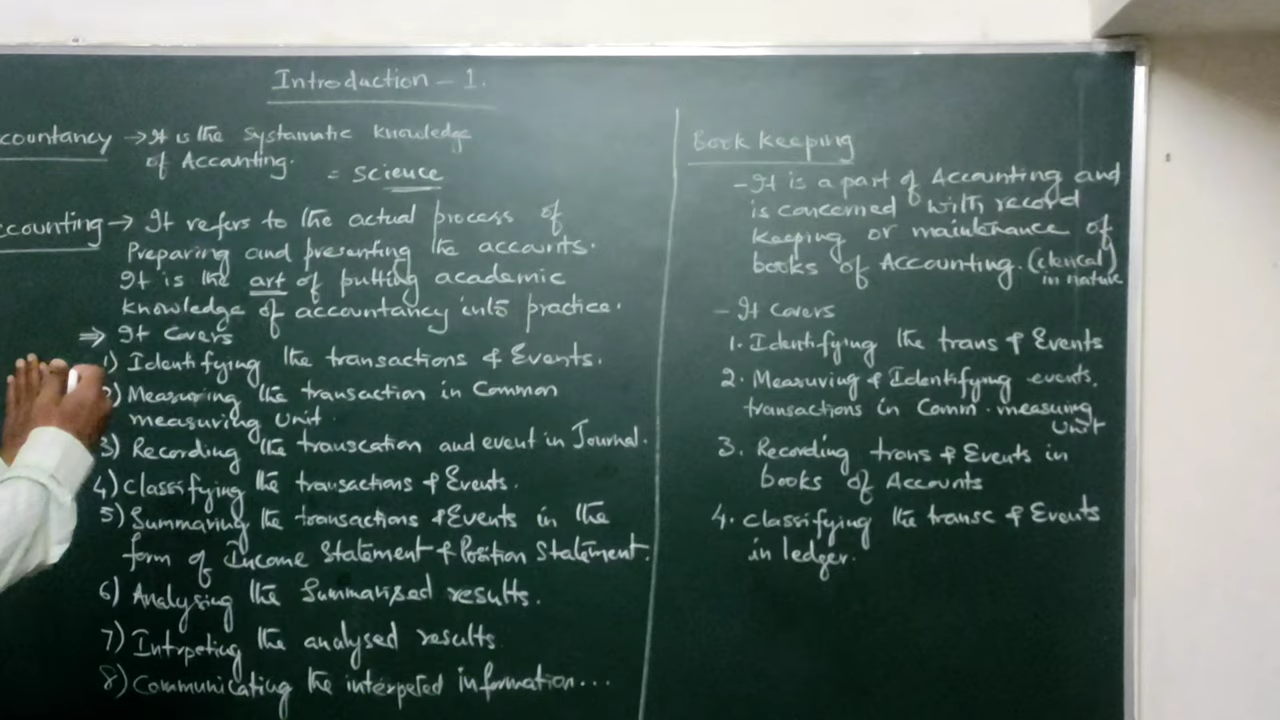 Introduction - 1.
ccountancy → It is the systematic knowledge
of Accounting.
= Science
ccounting → It refers to the actual process of
Preparing and presenting the accounts.
It is the art of putting academic
knowledge of accountancy into practice.
⇒ It Covers
1) Identifying the transactions & Events.
2) Measuring the transaction in Common
measuring Unit.
3) Recording the transcation and event in Journal.
4) Classifying the transactions & Events.
5) Summaring the transactions & Events in the
form of Income Statement & Position Statement.
6) Analysing the Summarised results.
7) Intrpeting the analysed results.
8) Communicating the interpeted information...
Book Keeping
- It is a part of Accounting and
is concerned with record
keeping or maintenance of
books of Accounting. (clerical)
in nature
- It covers
1. Identifying the trans & Events
2. Measuring & Identifying events.
transactions in Comm. measuing
Unit
3. Recording trans & Events in
books of Accounts
4. Classifying the transc & Events
in ledger.